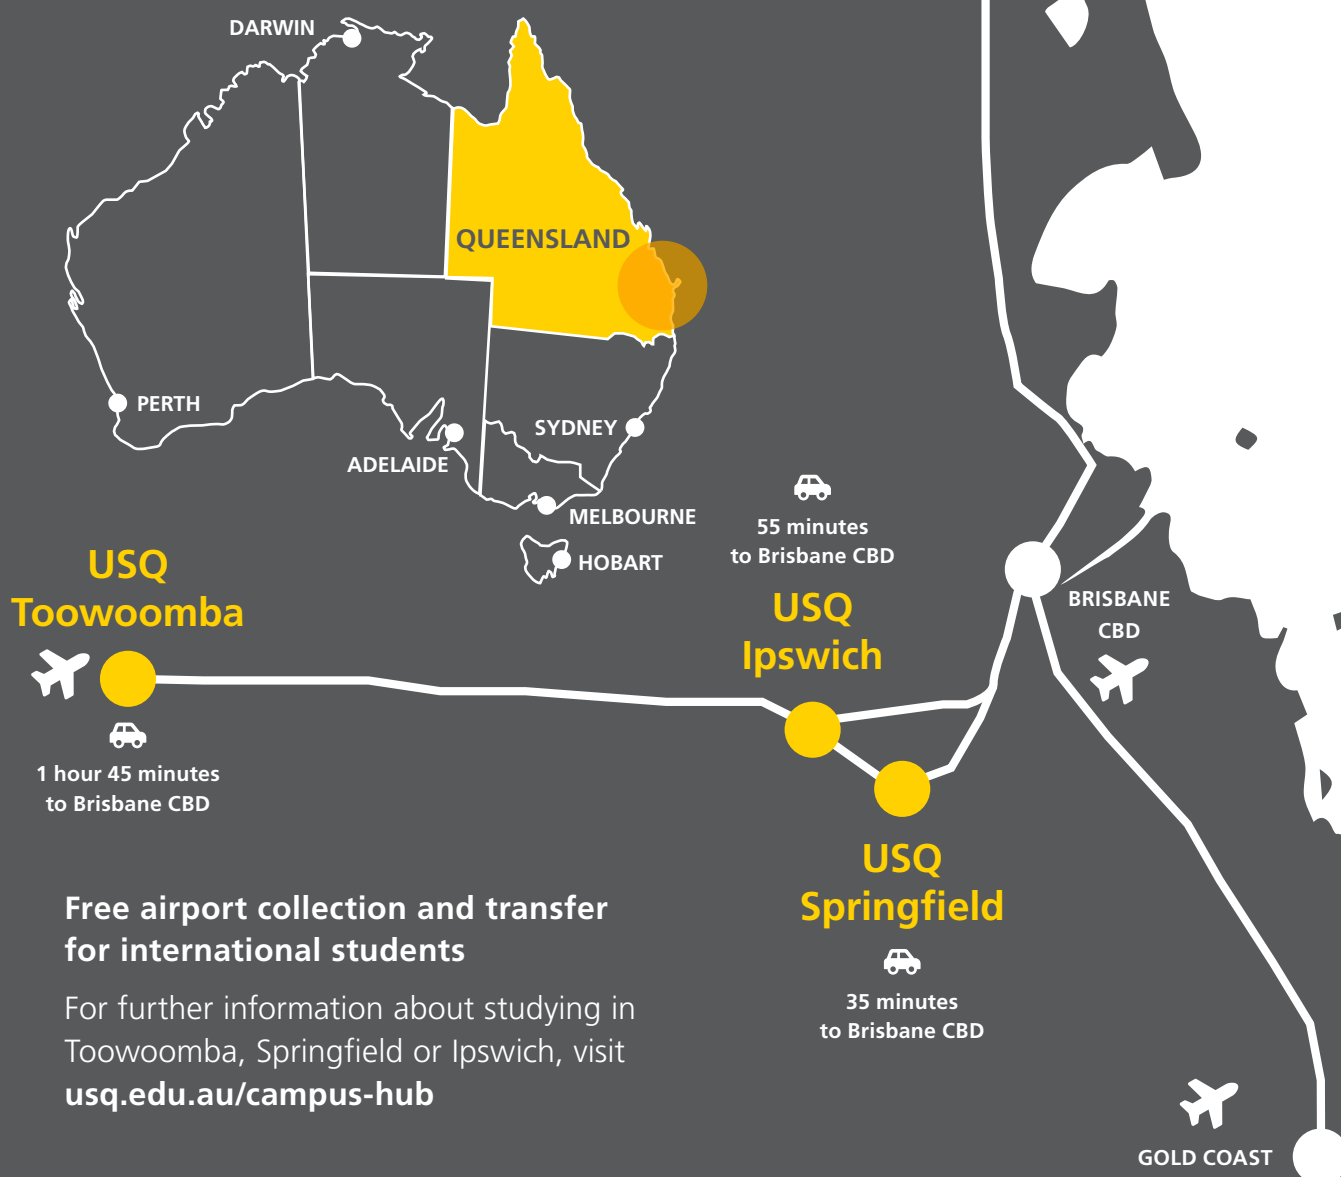 DARWIN
QUEENSLAND
PERTH
SYDNEY
ADELAIDE
MELBOURNE
HOBART
55 minutes
to Brisbane CBD
USQ
Ipswich
BRISBANE
CBD
USQ
Toowoomba
1 hour 45 minutes
to Brisbane CBD
USQ
Springfield
35 minutes
to Brisbane CBD
Free airport collection and transfer
for international students
For further information about studying in
Toowoomba, Springfield or Ipswich, visit
usq.edu.au/campus-hub
GOLD COAST